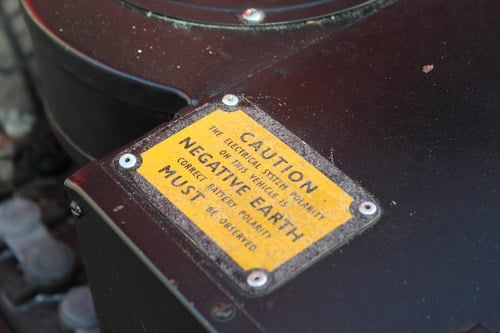 CAUTION
THE ELECTRICAL SYSTEM POLARITY
ON THIS VEHICLE IS
NEGATIVE EARTH
CORRECT BATTERY POLARITY
MUST BE OBSERVED